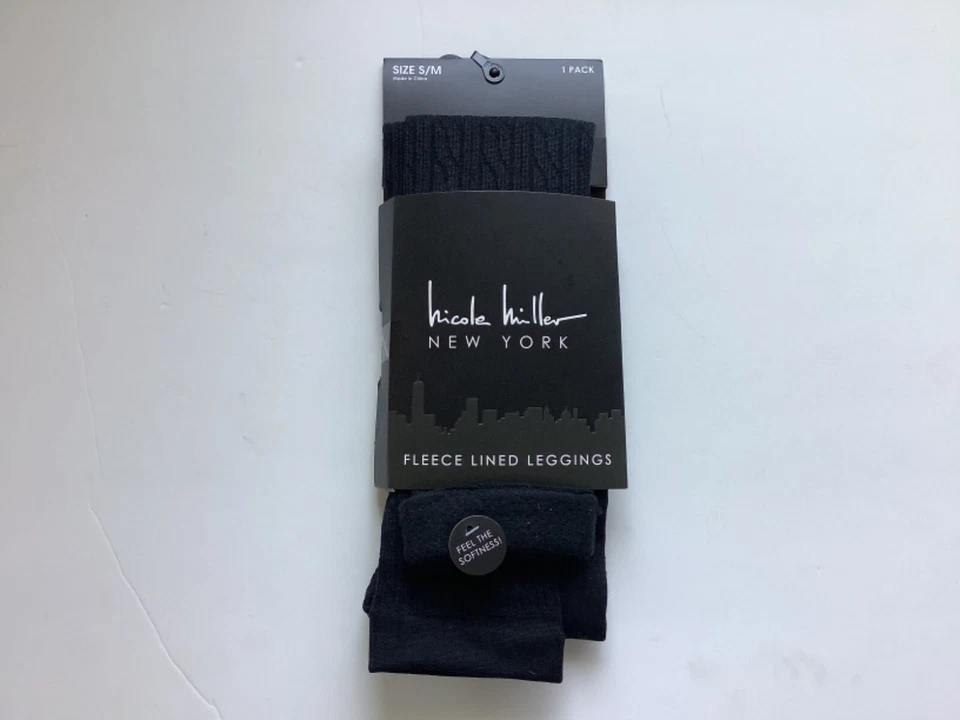 SIZE S/M
Made in China
1 PACK
nicole miller
NEW YORK
FLEECE LINED LEGGINGS
FEEL THE
SOFTNESS!